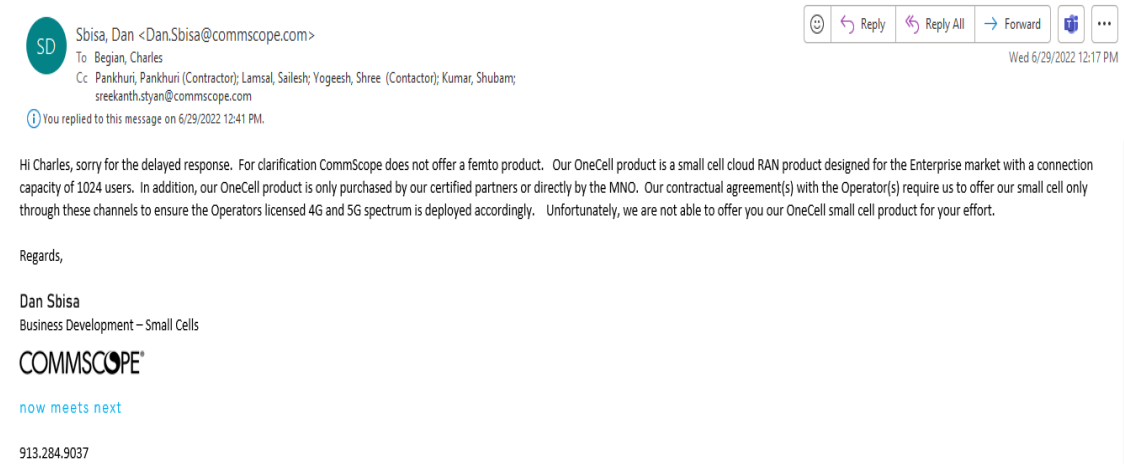 SD
Sbisa, Dan <Dan.Sbisa@commscope.com>
To Begian, Charles
Cc Pankhuri, Pankhuri (Contractor); Lamsal, Sailesh; Yogeesh, Shree (Contactor); Kumar, Shubam;
sreekanth.styan@commscope.com
You replied to this message on 6/29/2022 12:41 PM.
Reply
Reply All
Forward
Wed 6/29/2022 12:17 PM
Hi Charles, sorry for the delayed response. For clarification CommScope does not offer a femto product. Our OneCell product is a small cell cloud RAN product designed for the Enterprise market with a connection
capacity of 1024 users. In addition, our OneCell product is only purchased by our certified partners or directly by the MNO. Our contractual agreement(s) with the Operator(s) require us to offer our small cell only
through these channels to ensure the Operators licensed 4G and 5G spectrum is deployed accordingly. Unfortunately, we are not able to offer you our OneCell small cell product for your effort.
Regards,
Dan Sbisa
Business Development – Small Cells
COMMSCOPE®
now meets next
913.284.9037